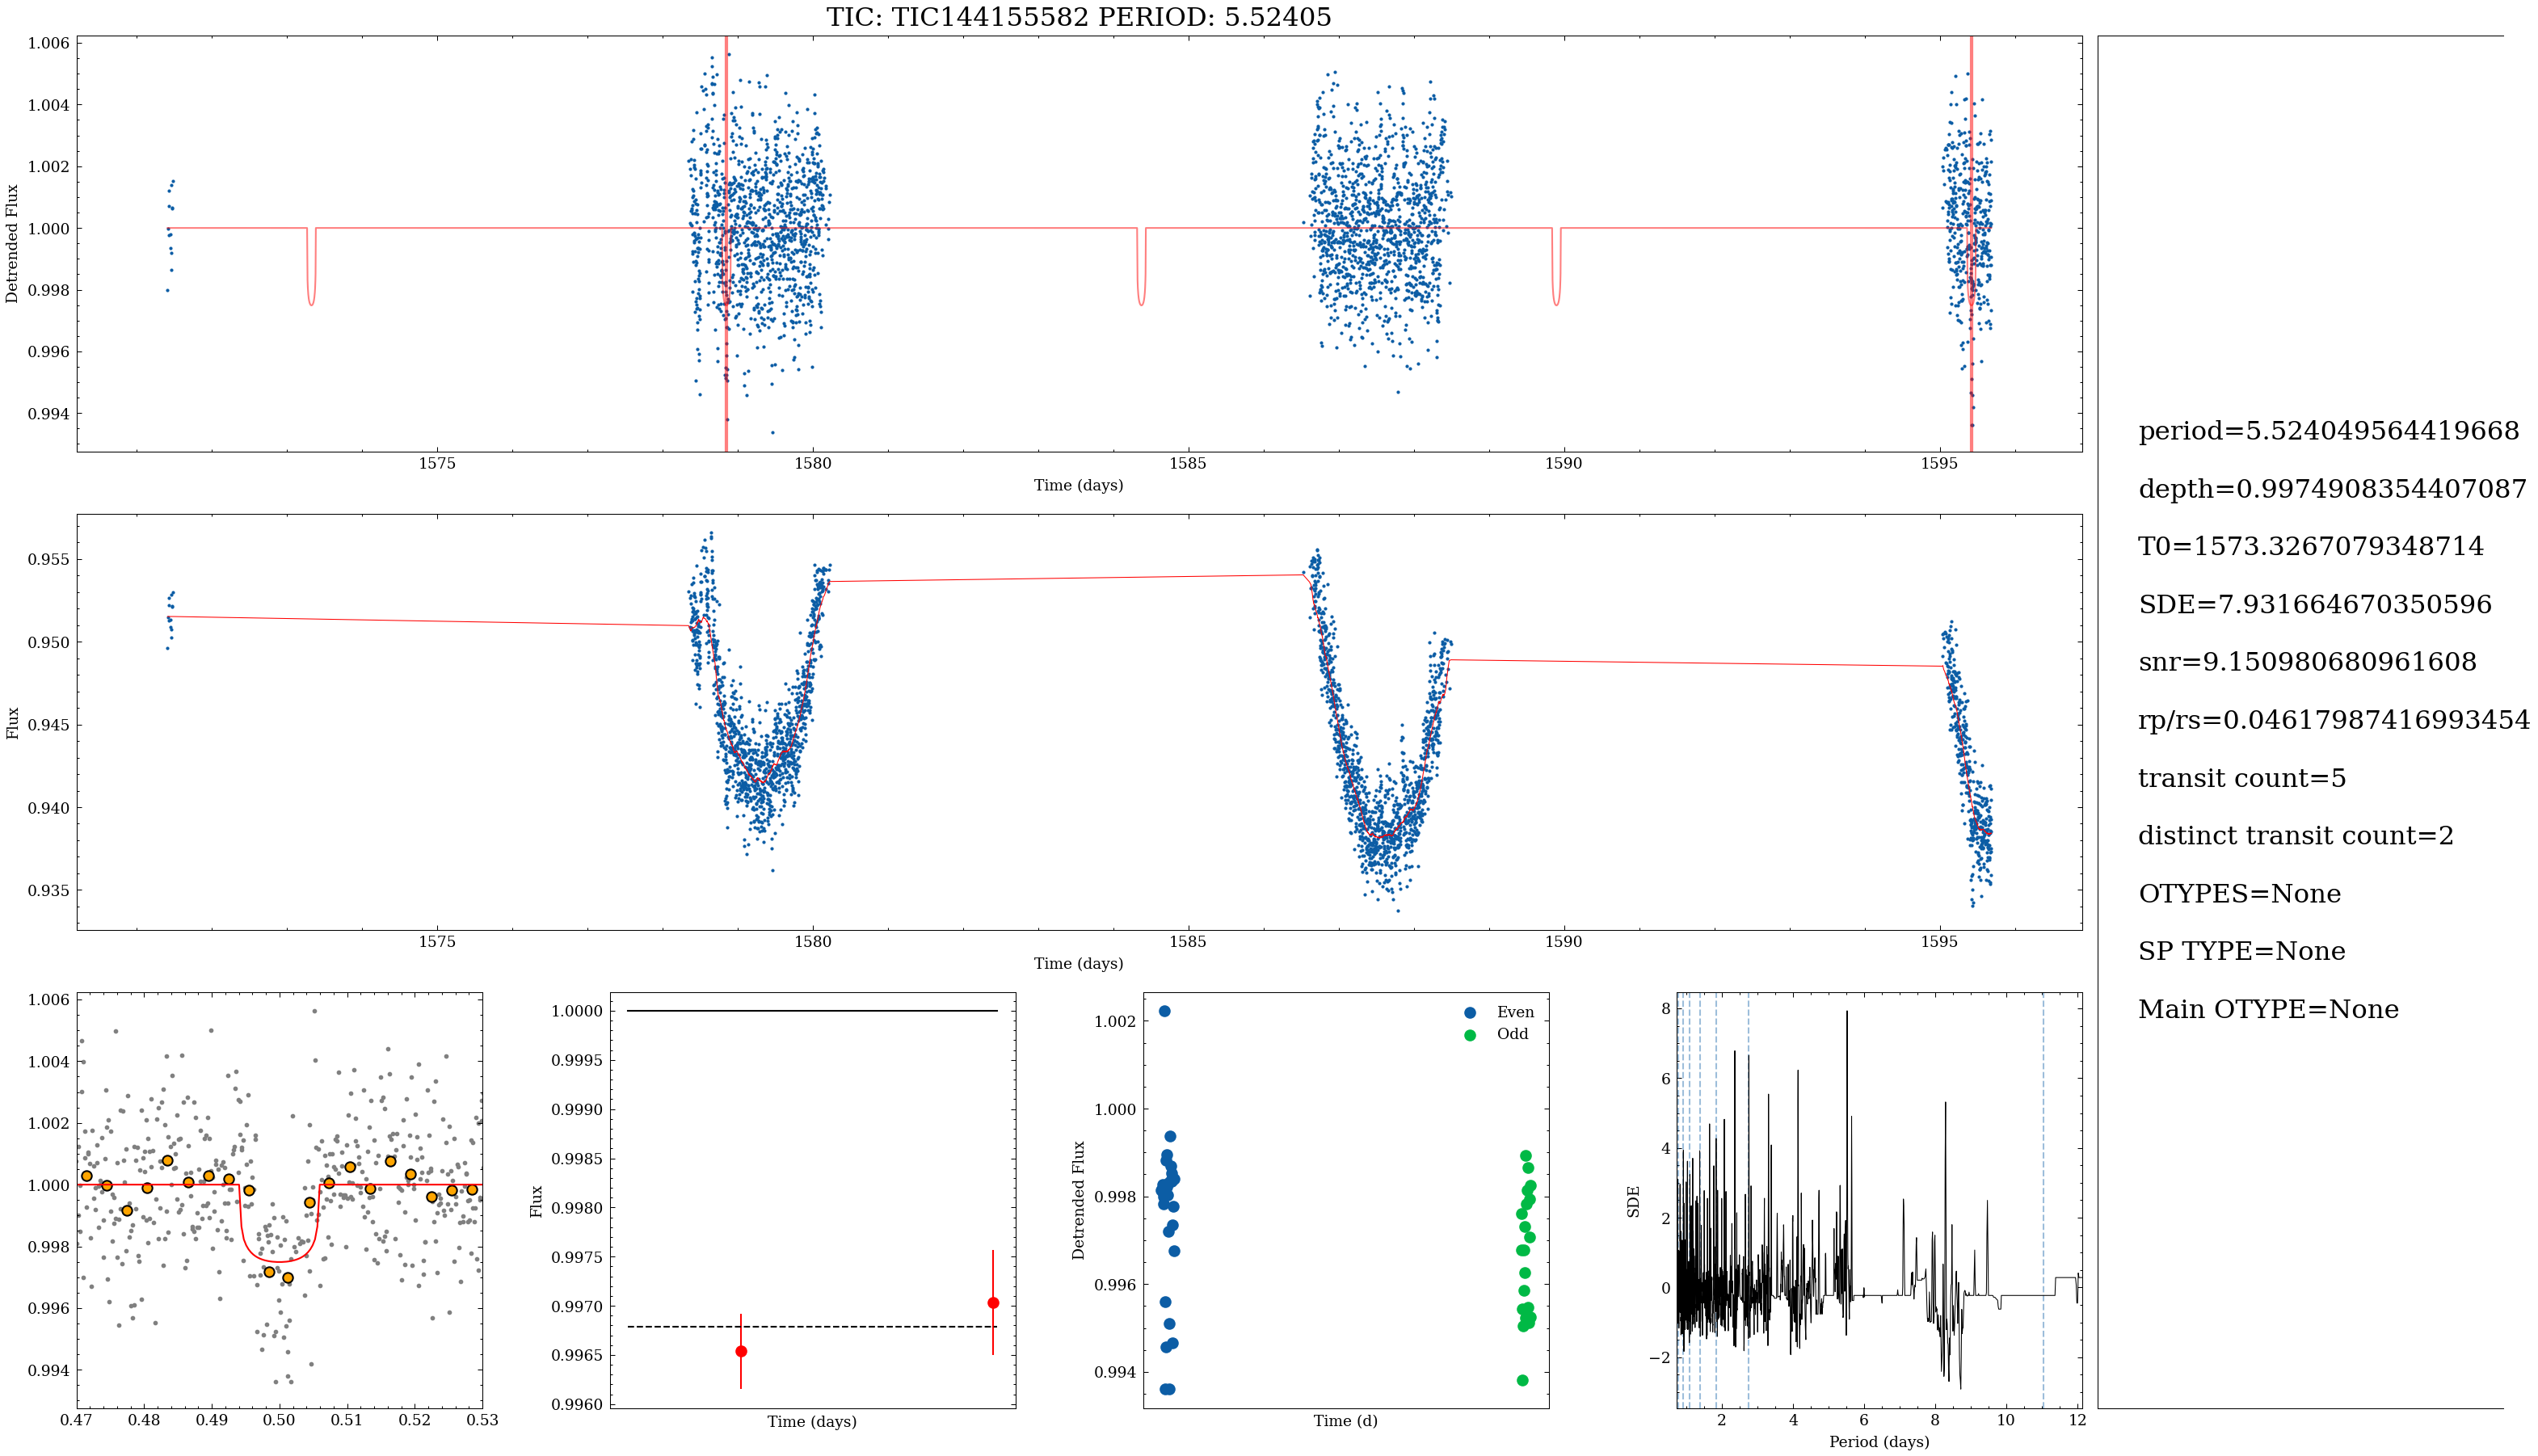 TIC: TIC144155582 PERIOD: 5.52405
1.006
1.004
1.002
1.000
0.998
0.996
0.994
Detrended Flux
1575
1580
1585
1590
1595
Time (days)
0.955
0.950
0.945
0.940
0.935
Flux
1575
1580
1585
1590
1595
Time (days)
period=5.524049564419668
depth=0.9974908354407087
T0=1573.3267079348714
SDE=7.931664670350596
snr=9.150980680961608
rp/rs=0.04617987416993454
transit count=5
distinct transit count=2
OTYPES=None
SP TYPE=None
Main OTYPE=None
1.006
1.004
1.002
1.000
0.998
0.996
0.994
0.47
0.48
0.49
0.50
0.51
0.52
0.53
1.0000
0.9995
0.9990
0.9985
0.9980
0.9975
0.9970
0.9965
0.9960
Flux
Time (days)
1.002
1.000
0.998
0.996
0.994
Detrended Flux
Even
Odd
Time (d)
8
6
4
2
0
−2
SDE
2
4
6
8
10
12
Period (days)